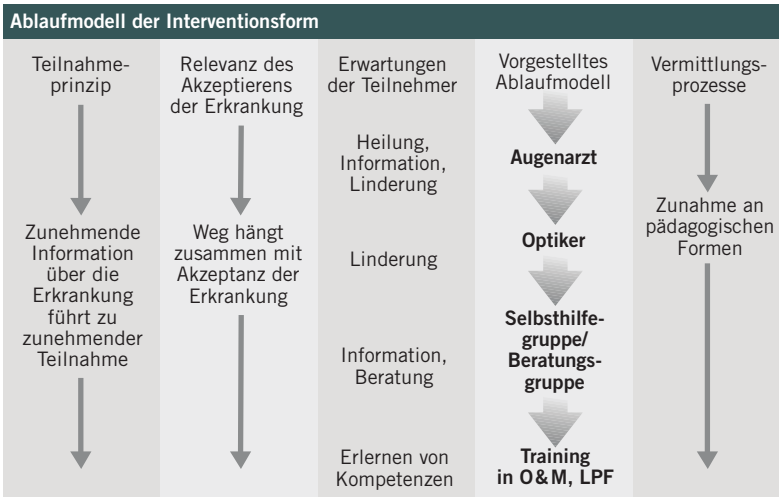 Ablaufmodell der Interventionsform
Teilnahme-
prinzip
Zunehmende
Information
über die
Erkrankung
führt zu
zunehmender
Teilnahme
Relevanz des
Akzeptierens
der Erkrankung
Weg hängt
zusammen mit
Akzeptanz der
Erkrankung
Erwartungen
der Teilnehmer
Heilung,
Information,
Linderung
Linderung
Information,
Beratung
Erlernen von
Kompetenzen
Vorgestelltes
Ablaufmodell
Augenarzt
Optiker
Selbsthilfe-
gruppe/
Beratungs-
gruppe
Training
in O&M, LPF
Vermittlungs-
prozesse
Zunahme an
pädagogischen
Formen